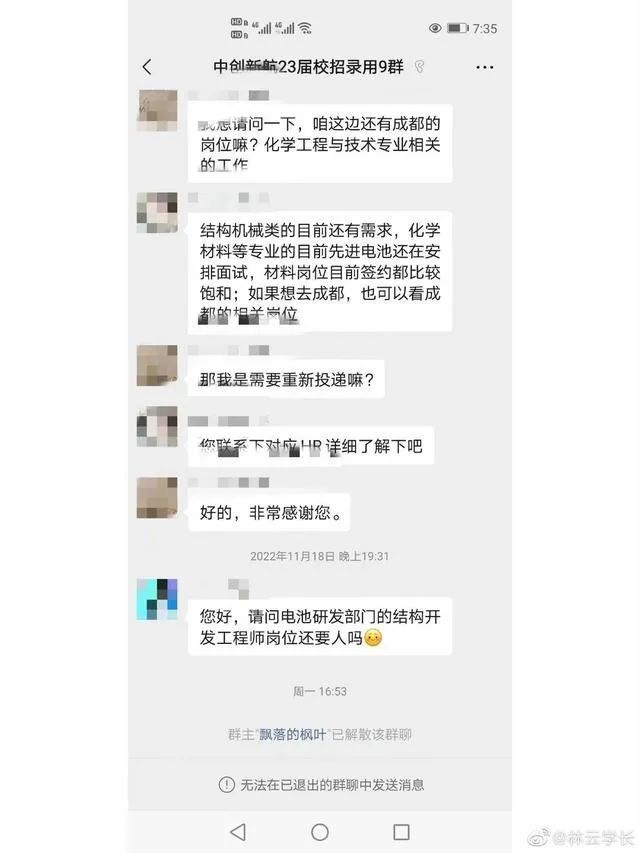 HD 4G 4G HD 7:35
中创新航23届校招录用9群
我想请问一下，咱这边还有成都的
岗位嘛？化学工程与技术专业相关
的工作
结构机械类的目前还有需求，化学
材料等专业的目前先进电池还在安
排面试，材料岗位目前签约都比较
饱和；如果想去成都，也可以看成
都的相关岗位
那我是需要重新投递嘛？
您联系下对应 HR 详细了解下吧
好的，非常感谢您。
2022年11月18日 晚上19:31
您好，请问电池研发部门的结构开
发工程师岗位还要人吗😊
周一 16:53
群主"飘落的枫叶"已解散该群聊
无法在已退出的群聊中发送消息
@林云学长